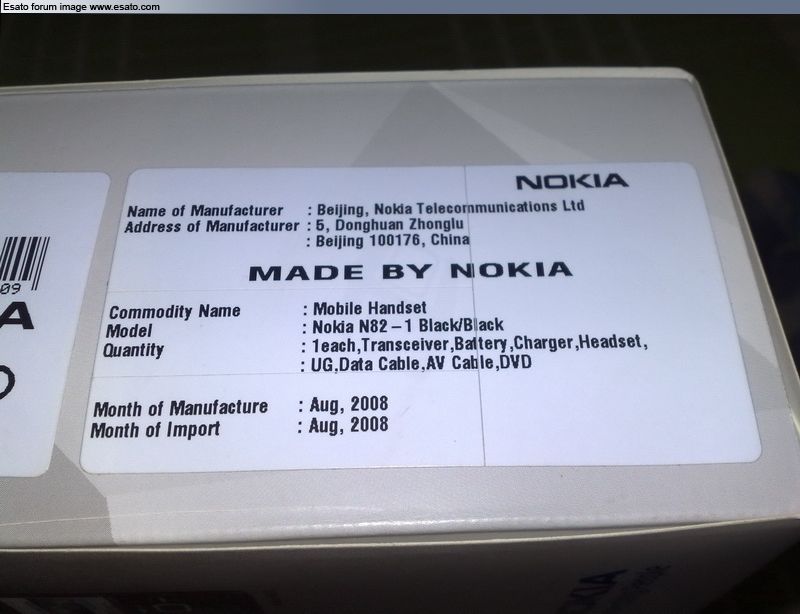 Esato forum image www.esato.com
NOKIA
Name of Manufacturer : Beijing, Nokia Telecommunications Ltd
Address of Manufacturer : 5, Donghuan Zhonglu
: Beijing 100176, China
MADE BY NOKIA
Commodity Name : Mobile Handset
Model : Nokia N82-1 Black/Black
Quantity : 1each,Transceiver,Battery,Charger,Headset,
: UG,Data Cable,AV Cable,DVD
Month of Manufacture : Aug, 2008
Month of Import : Aug, 2008
09
A